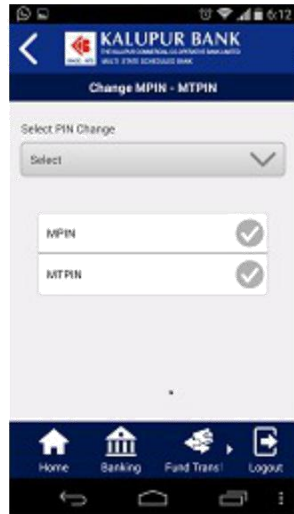 6:12
KALUPUR BANK
THE KALUPUR COMMERCIAL CO.OPERATIVE BANK LIMITED
MULTI STATE SCHEDULED BANK
Change MPIN - MTPIN
Select PIN Change
Select
MPIN
MTPIN
Home
Banking
Fund Trans
Logout